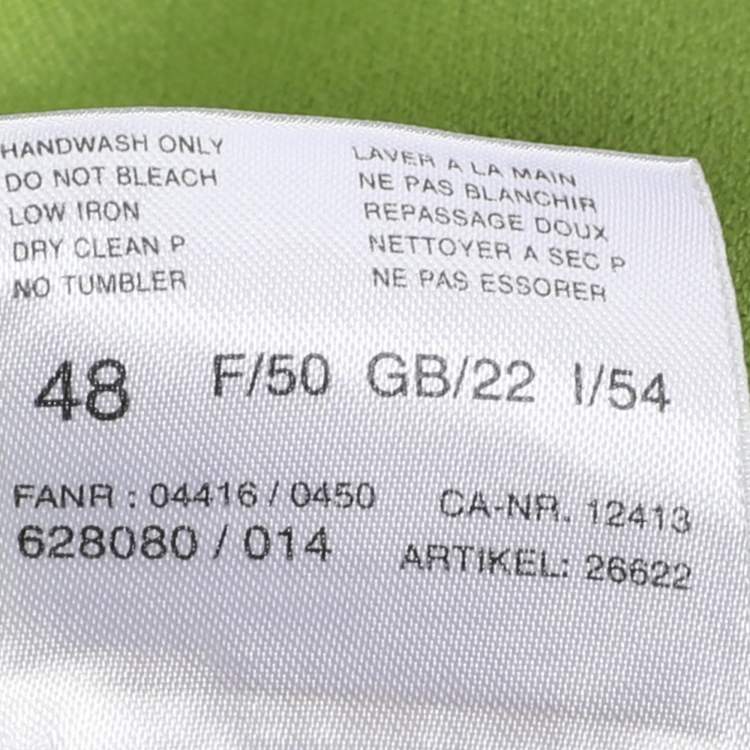 HANDWASH ONLY
DO NOT BLEACH
LOW IRON
DRY CLEAN P
NO TUMBLER
LAVER A LA MAIN
NE PAS BLANCHIR
REPASSAGE DOUX
NETTOYER A SEC P
NE PAS ESSORER
48 F/50 GB/22 I/54
FANR : 04416 / 0450
628080 / 014
CA-NR. 12413
ARTIKEL: 26622